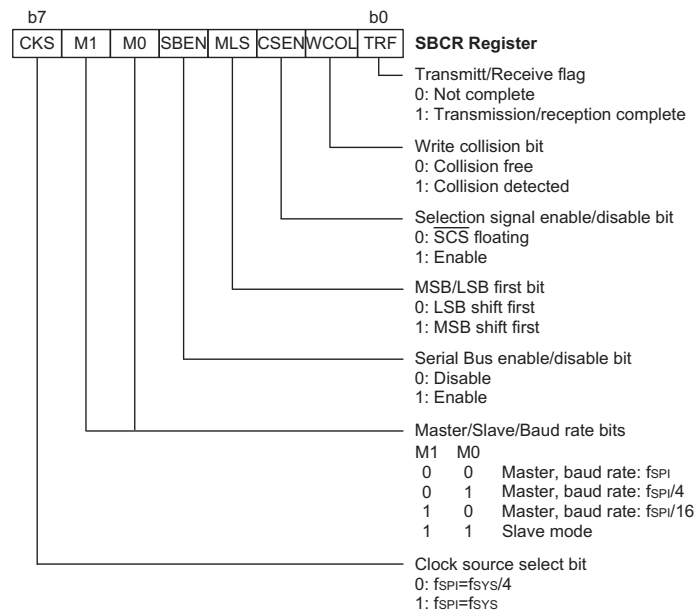 b7 b0
CKS M1 M0 SBEN MLS CSEN WCOL TRF SBCR Register
Transmitt/Receive flag
0: Not complete
1: Transmission/reception complete
Write collision bit
0: Collision free
1: Collision detected
Selection signal enable/disable bit
0: S̅C̅S̅ floating
1: Enable
MSB/LSB first bit
0: LSB shift first
1: MSB shift first
Serial Bus enable/disable bit
0: Disable
1: Enable
Master/Slave/Baud rate bits
M1 M0
0 0 Master, baud rate: fSPI
0 1 Master, baud rate: fSPI/4
1 0 Master, baud rate: fSPI/16
1 1 Slave mode
Clock source select bit
0: fSPI=fSYS/4
1: fSPI=fSYS